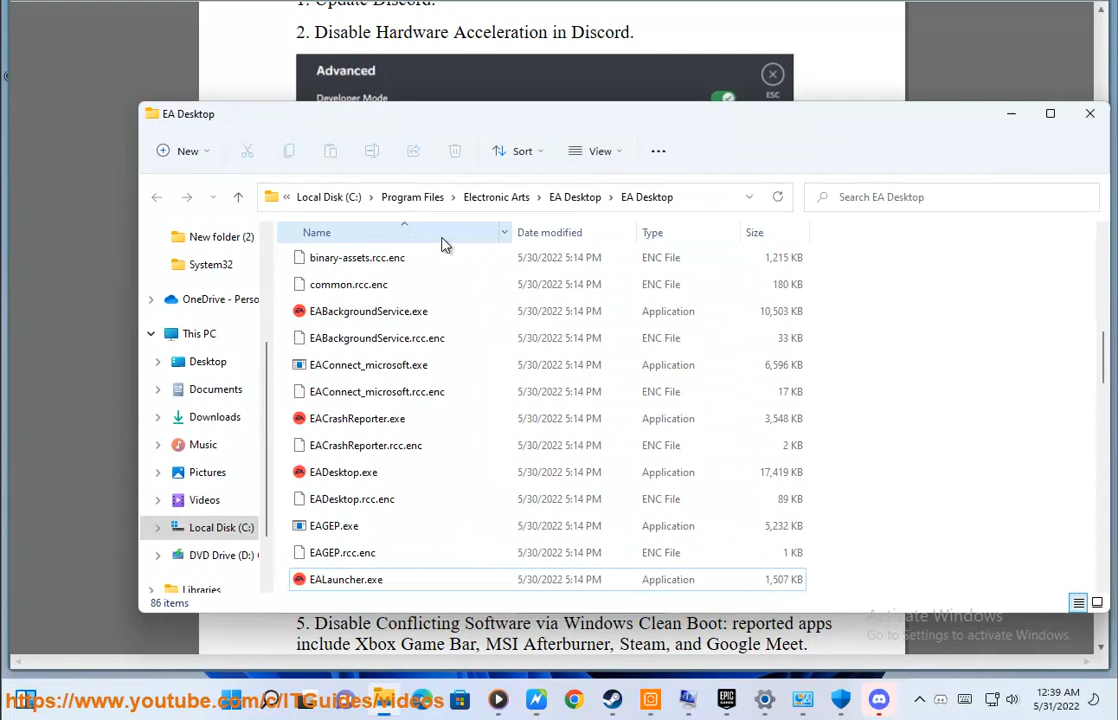 1. Update Discord.
2. Disable Hardware Acceleration in Discord.
Advanced
Developer Mode
ESC
EA Desktop
New
Sort
View
« Local Disk (C:) > Program Files > Electronic Arts > EA Desktop > EA Desktop
Search EA Desktop
Name Date modified Type Size
New folder (2)
System32
OneDrive - Perso
This PC
Desktop
Documents
Downloads
Music
Pictures
Videos
Local Disk (C:)
DVD Drive (D:)
Libraries
binary-assets.rcc.enc 5/30/2022 5:14 PM ENC File 1,215 KB
common.rcc.enc 5/30/2022 5:14 PM ENC File 180 KB
EABackgroundService.exe 5/30/2022 5:14 PM Application 10,503 KB
EABackgroundService.rcc.enc 5/30/2022 5:14 PM ENC File 33 KB
EAConnect_microsoft.exe 5/30/2022 5:14 PM Application 6,596 KB
EAConnect_microsoft.rcc.enc 5/30/2022 5:14 PM ENC File 17 KB
EACrashReporter.exe 5/30/2022 5:14 PM Application 3,548 KB
EACrashReporter.rcc.enc 5/30/2022 5:14 PM ENC File 2 KB
EADesktop.exe 5/30/2022 5:14 PM Application 17,419 KB
EADesktop.rcc.enc 5/30/2022 5:14 PM ENC File 89 KB
EAGEP.exe 5/30/2022 5:14 PM Application 5,232 KB
EAGEP.rcc.enc 5/30/2022 5:14 PM ENC File 1 KB
EALauncher.exe 5/30/2022 5:14 PM Application 1,507 KB
86 items
Activate Windows
Go to Settings to activate Windows.
5. Disable Conflicting Software via Windows Clean Boot: reported apps
include Xbox Game Bar, MSI Afterburner, Steam, and Google Meet.
https://www.youtube.com/c/ITGuides/videos
EPIC
12:39 AM
5/31/2022